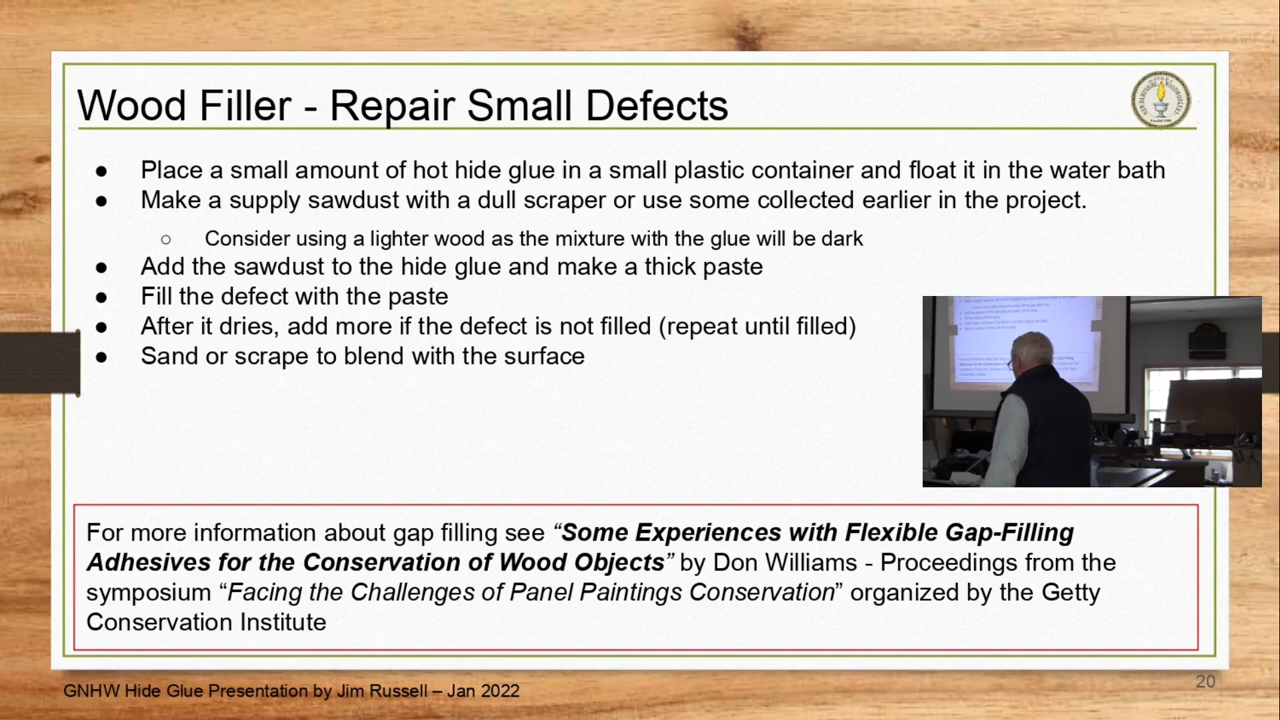 Wood Filler - Repair Small Defects
● Place a small amount of hot hide glue in a small plastic container and float it in the water bath
● Make a supply sawdust with a dull scraper or use some collected earlier in the project.
○ Consider using a lighter wood as the mixture with the glue will be dark
● Add the sawdust to the hide glue and make a thick paste
● Fill the defect with the paste
● After it dries, add more if the defect is not filled (repeat until filled)
● Sand or scrape to blend with the surface
For more information about gap filling see “Some Experiences with Flexible Gap-Filling
Adhesives for the Conservation of Wood Objects” by Don Williams - Proceedings from the
symposium “Facing the Challenges of Panel Paintings Conservation” organized by the Getty
Conservation Institute
GNHW Hide Glue Presentation by Jim Russell – Jan 2022
20